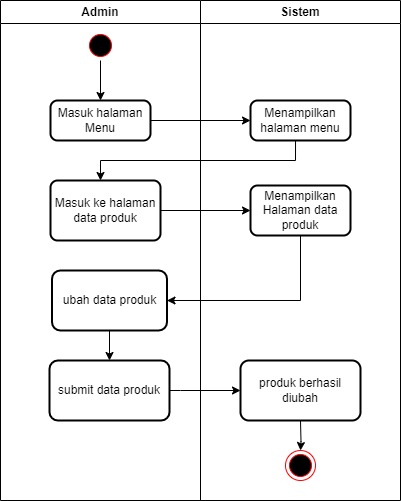 Admin
Sistem
Masuk halaman
Menu
Menampilkan
halaman menu
Masuk ke halaman
data produk
Menampilkan
Halaman data
produk
ubah data produk
submit data produk
produk berhasil
diubah